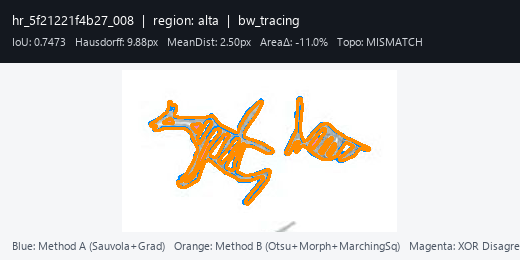 hr_5f21221f4b27_008 | region: alta | bw_tracing
IoU: 0.7473 Hausdorff: 9.88px MeanDist: 2.50px AreaΔ: -11.0% Topo: MISMATCH
Blue: Method A (Sauvola+Grad) Orange: Method B (Otsu+Morph+MarchingSq) Magenta: XOR Disagre